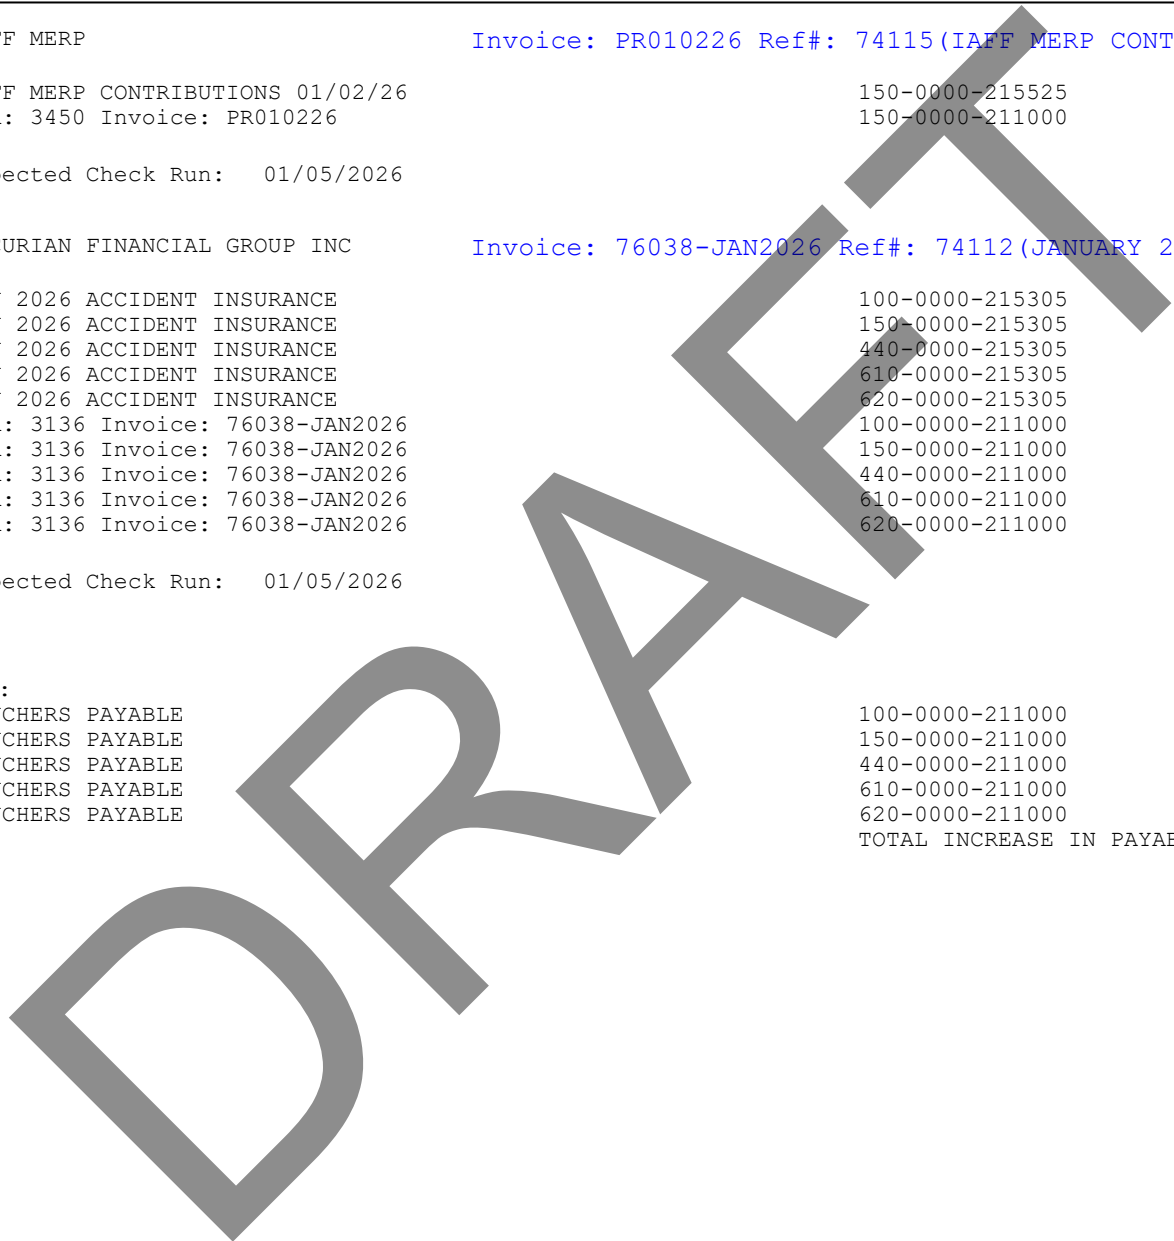 F MERP Invoice: PR010226 Ref#: 74115(IAFF MERP CONT
FF MERP CONTRIBUTIONS 01/02/26 150-0000-215525
: 3450 Invoice: PR010226 150-0000-211000
ected Check Run: 01/05/2026
CURIAN FINANCIAL GROUP INC Invoice: 76038-JAN2026 Ref#: 74112(JANUARY 2
2026 ACCIDENT INSURANCE 100-0000-215305
2026 ACCIDENT INSURANCE 150-0000-215305
2026 ACCIDENT INSURANCE 440-0000-215305
2026 ACCIDENT INSURANCE 610-0000-215305
2026 ACCIDENT INSURANCE 620-0000-215305
: 3136 Invoice: 76038-JAN2026 100-0000-211000
: 3136 Invoice: 76038-JAN2026 150-0000-211000
: 3136 Invoice: 76038-JAN2026 440-0000-211000
: 3136 Invoice: 76038-JAN2026 610-0000-211000
: 3136 Invoice: 76038-JAN2026 620-0000-211000
ected Check Run: 01/05/2026
:
CHERS PAYABLE 100-0000-211000
CHERS PAYABLE 150-0000-211000
CHERS PAYABLE 440-0000-211000
CHERS PAYABLE 610-0000-211000
CHERS PAYABLE 620-0000-211000
TOTAL INCREASE IN PAYAB
DRAFT